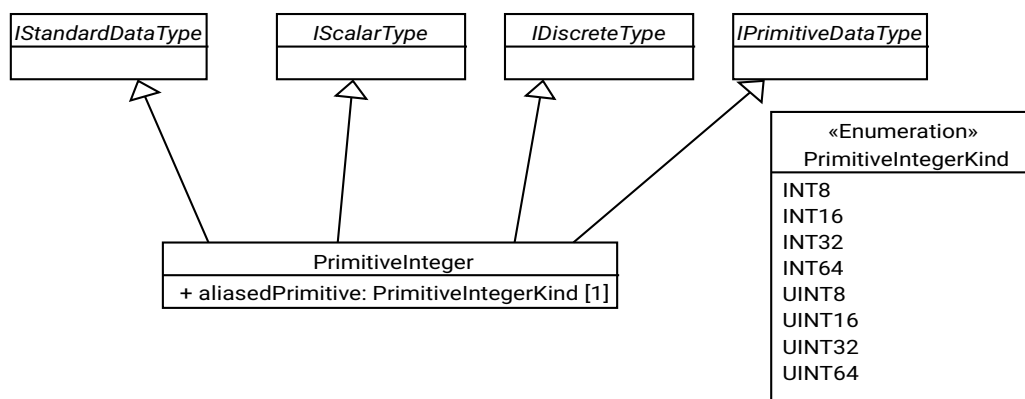 IStandardDataType
IScalarType
IDiscreteType
IPrimitiveDataType
«Enumeration»
PrimitiveIntegerKind
INT8
INT16
INT32
INT64
UINT8
UINT16
UINT32
UINT64
PrimitiveInteger
+ aliasedPrimitive: PrimitiveIntegerKind [1]